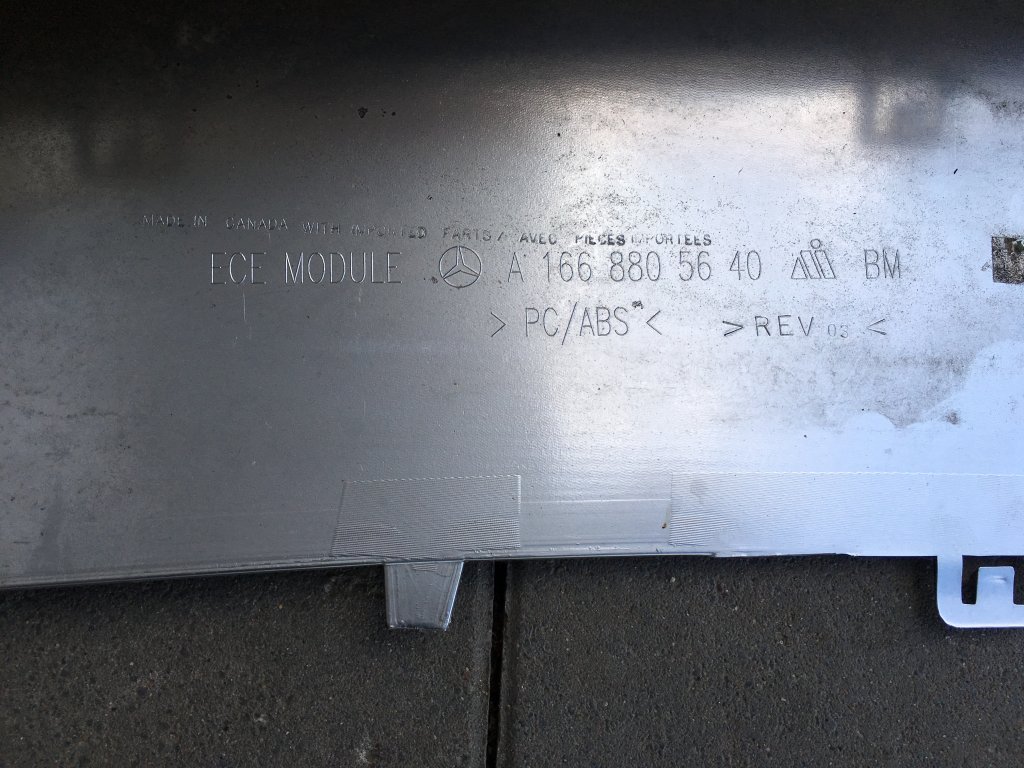 MADE IN CANADA WITH IMPORTED PARTS / AVEC PIECES IMPORTEES
ECE MODULE A 166 880 56 40 BM
> PC/ABS < > REV 03 <